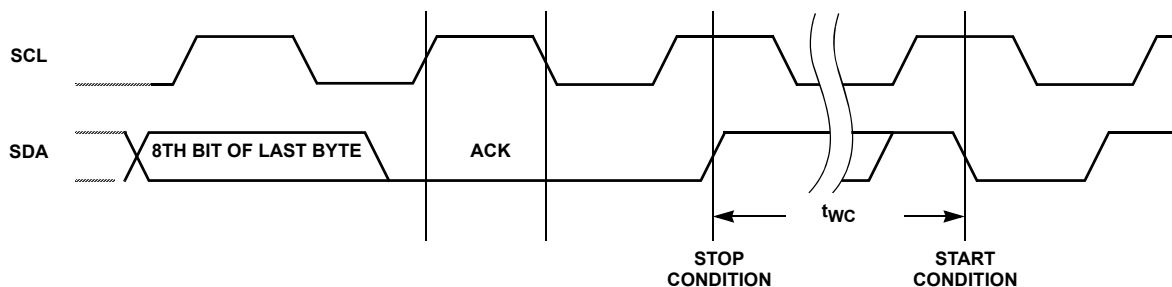 SCL
SDA
8TH BIT OF LAST BYTE
ACK
tWC
STOP
CONDITION
START
CONDITION